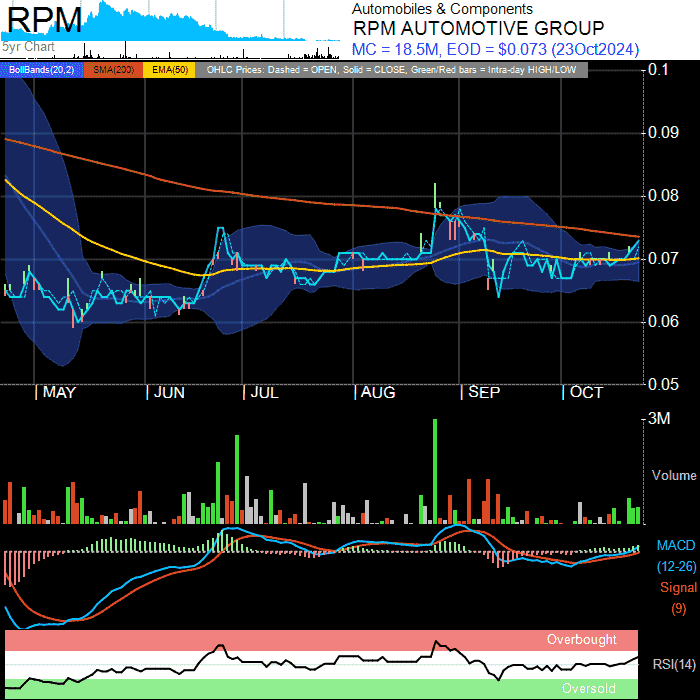 RPM
5yr Chart
Automobiles & Components
RPM AUTOMOTIVE GROUP
MC = 18.5M, EOD = $0.073 (23Oct2024)
BollBands(20,2) SMA(200) EMA(50) OHLC Prices: Dashed = OPEN, Solid = CLOSE, Green/Red bars = Intra-day HIGH/LOW
0.1
0.09
0.08
0.07
0.06
0.05
MAY JUN JUL AUG SEP OCT
3M
Volume
MACD
(12-26)
Signal
(9)
Overbought
RSI(14)
Oversold